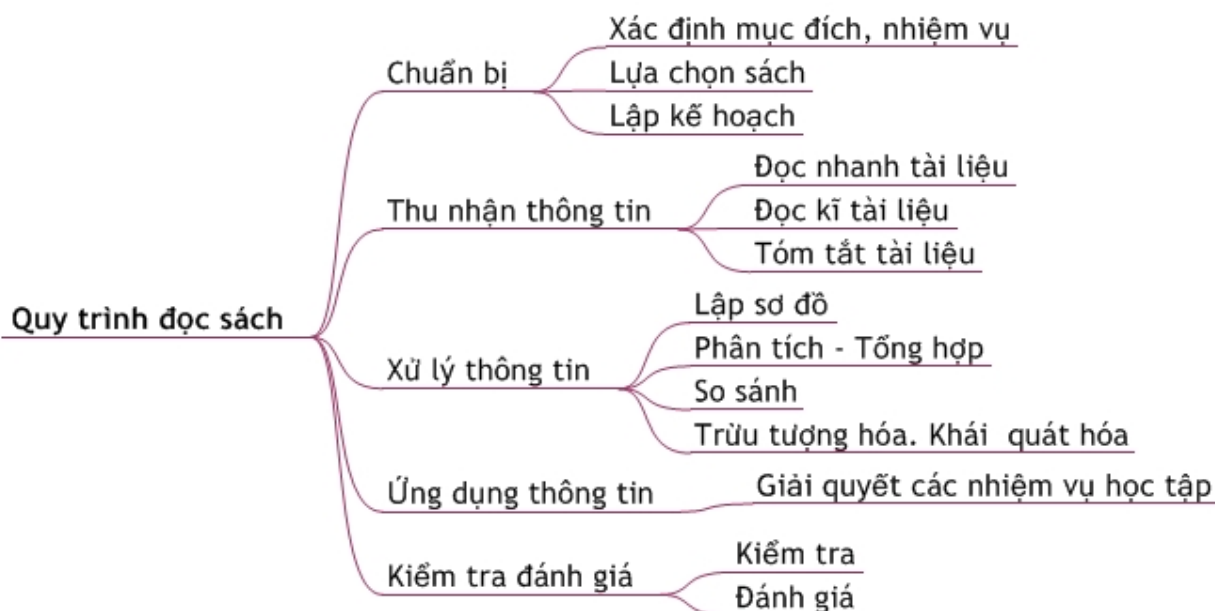 Quy trình đọc sách
Chuẩn bị
Xác định mục đích, nhiệm vụ
Lựa chọn sách
Lập kế hoạch
Thu nhận thông tin
Đọc nhanh tài liệu
Đọc kĩ tài liệu
Tóm tắt tài liệu
Xử lý thông tin
Lập sơ đồ
Phân tích - Tổng hợp
So sánh
Trừu tượng hóa. Khái quát hóa
Ứng dụng thông tin
Giải quyết các nhiệm vụ học tập
Kiểm tra đánh giá
Kiểm tra
Đánh giá